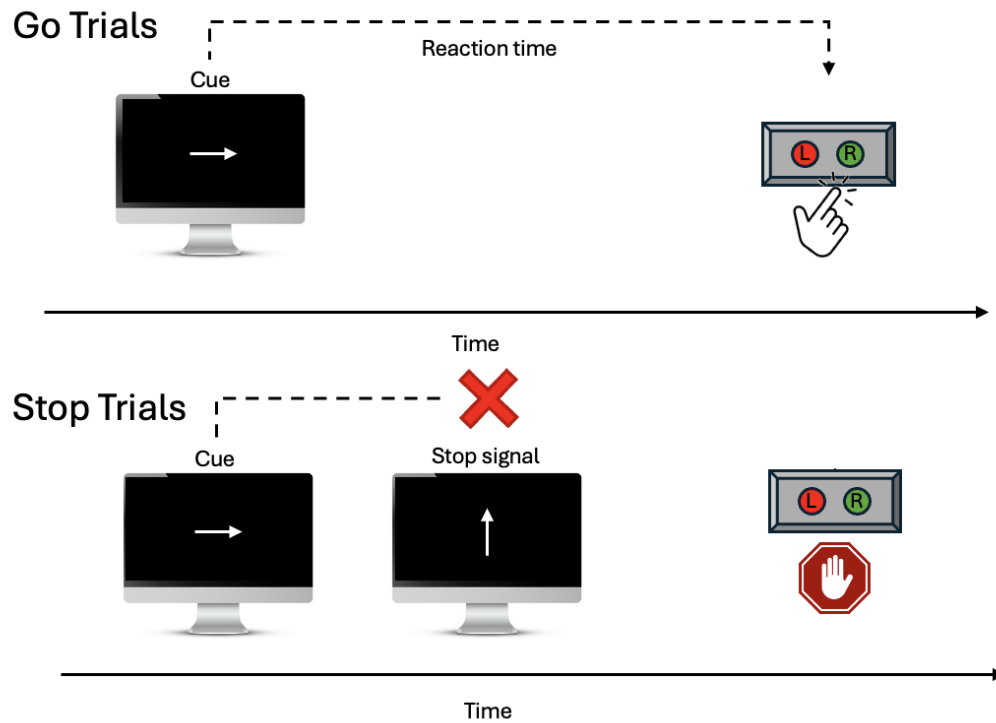 Go Trials
Reaction time
Cue
L R
Time
Stop Trials
Cue
Stop signal
L R
Time